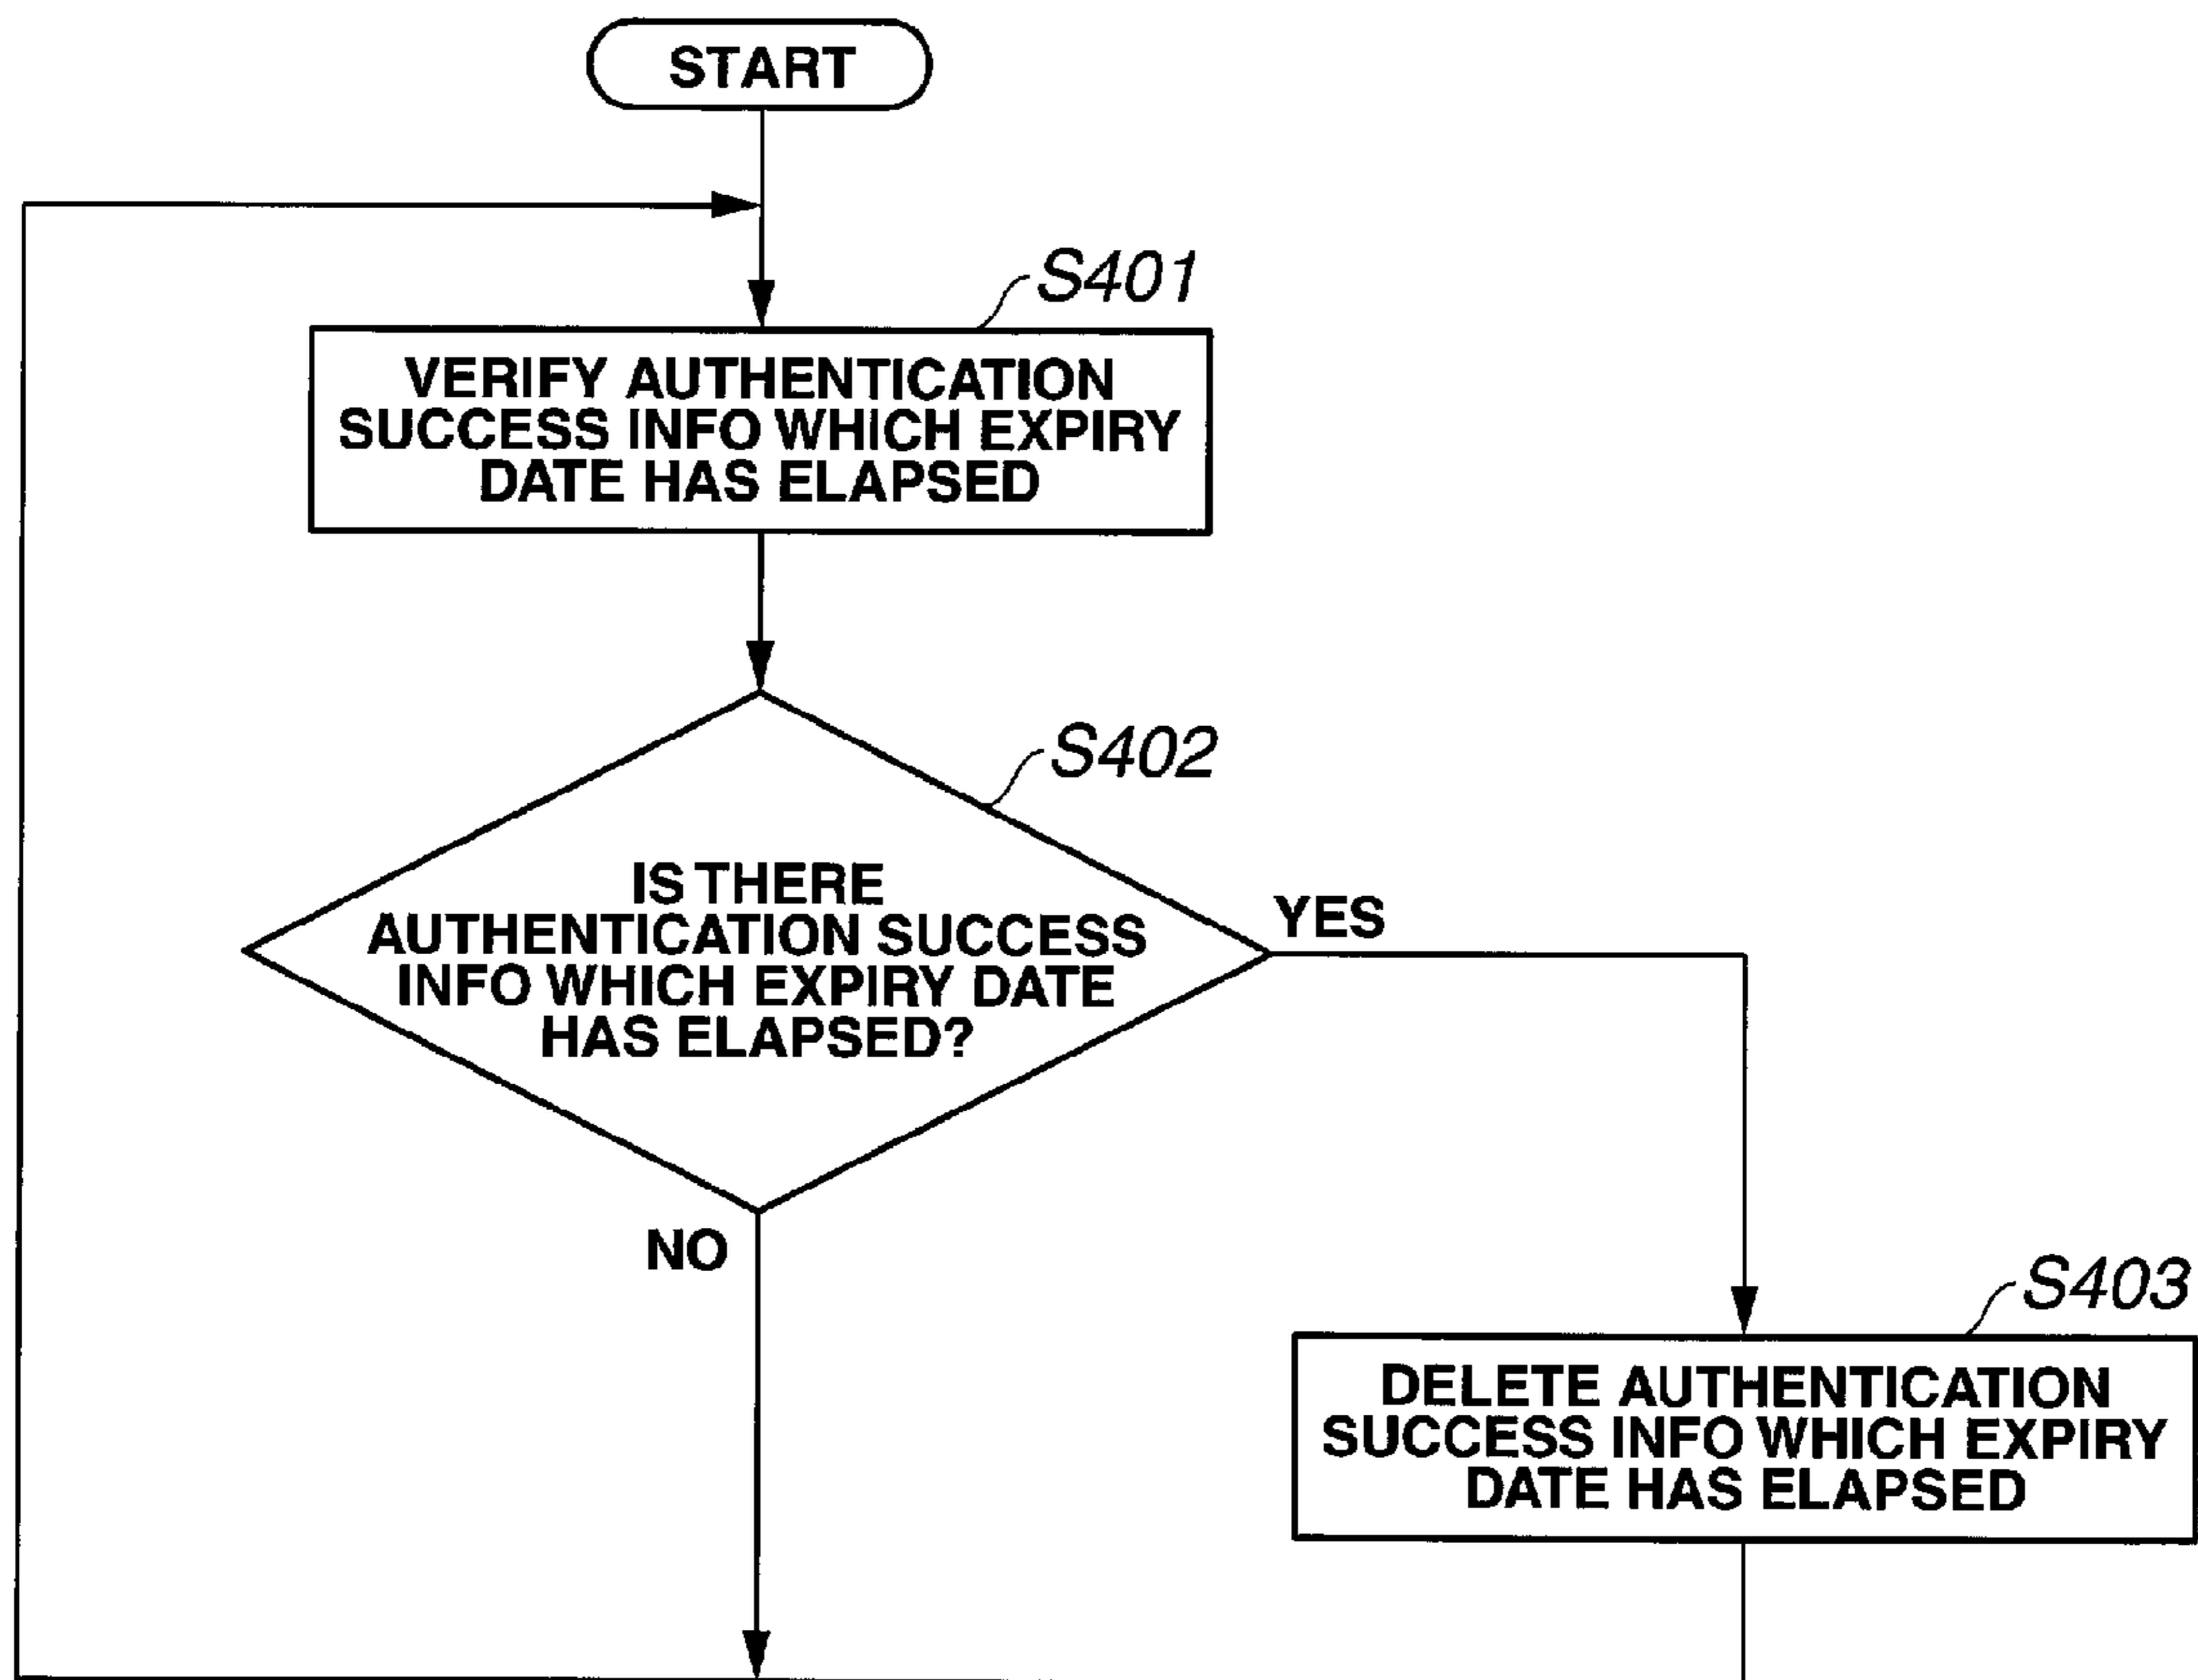 START
S401
VERIFY AUTHENTICATION
SUCCESS INFO WHICH EXPIRY
DATE HAS ELAPSED
S402
IS THERE
AUTHENTICATION SUCCESS
INFO WHICH EXPIRY DATE
HAS ELAPSED?
YES
NO
S403
DELETE AUTHENTICATION
SUCCESS INFO WHICH EXPIRY
DATE HAS ELAPSED